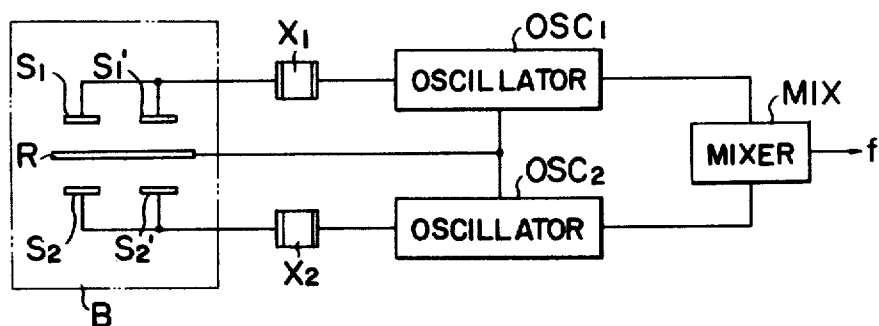 OSC₁
X₁
S₁ S₁'
OSCILLATOR
MIX
R
MIXER f
OSC₂
S₂ S₂'
OSCILLATOR
X₂
B